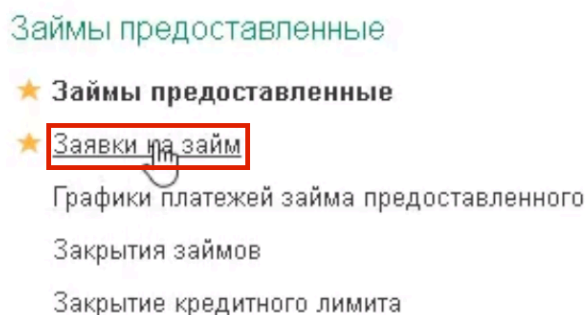 Займы предоставленные
Займы предоставленные
Заявки на займ
Графики платежей займа предоставленного
Закрытия займов
Закрытие кредитного лимита